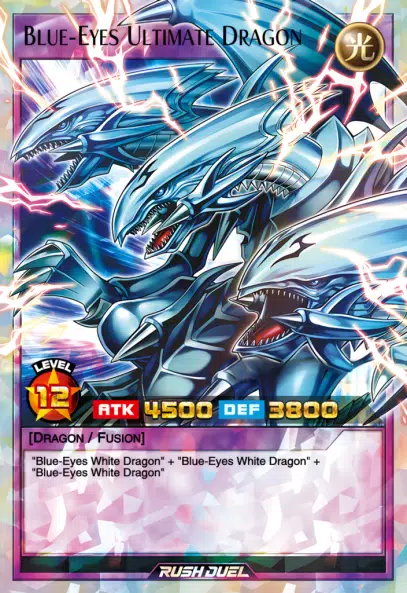 BLUE-EYES ULTIMATE DRAGON
光
LEVEL
12
ATK 4500 DEF 3800
[DRAGON / FUSION]
"Blue-Eyes White Dragon" + "Blue-Eyes White Dragon" +
"Blue-Eyes White Dragon"
RUSH DUEL